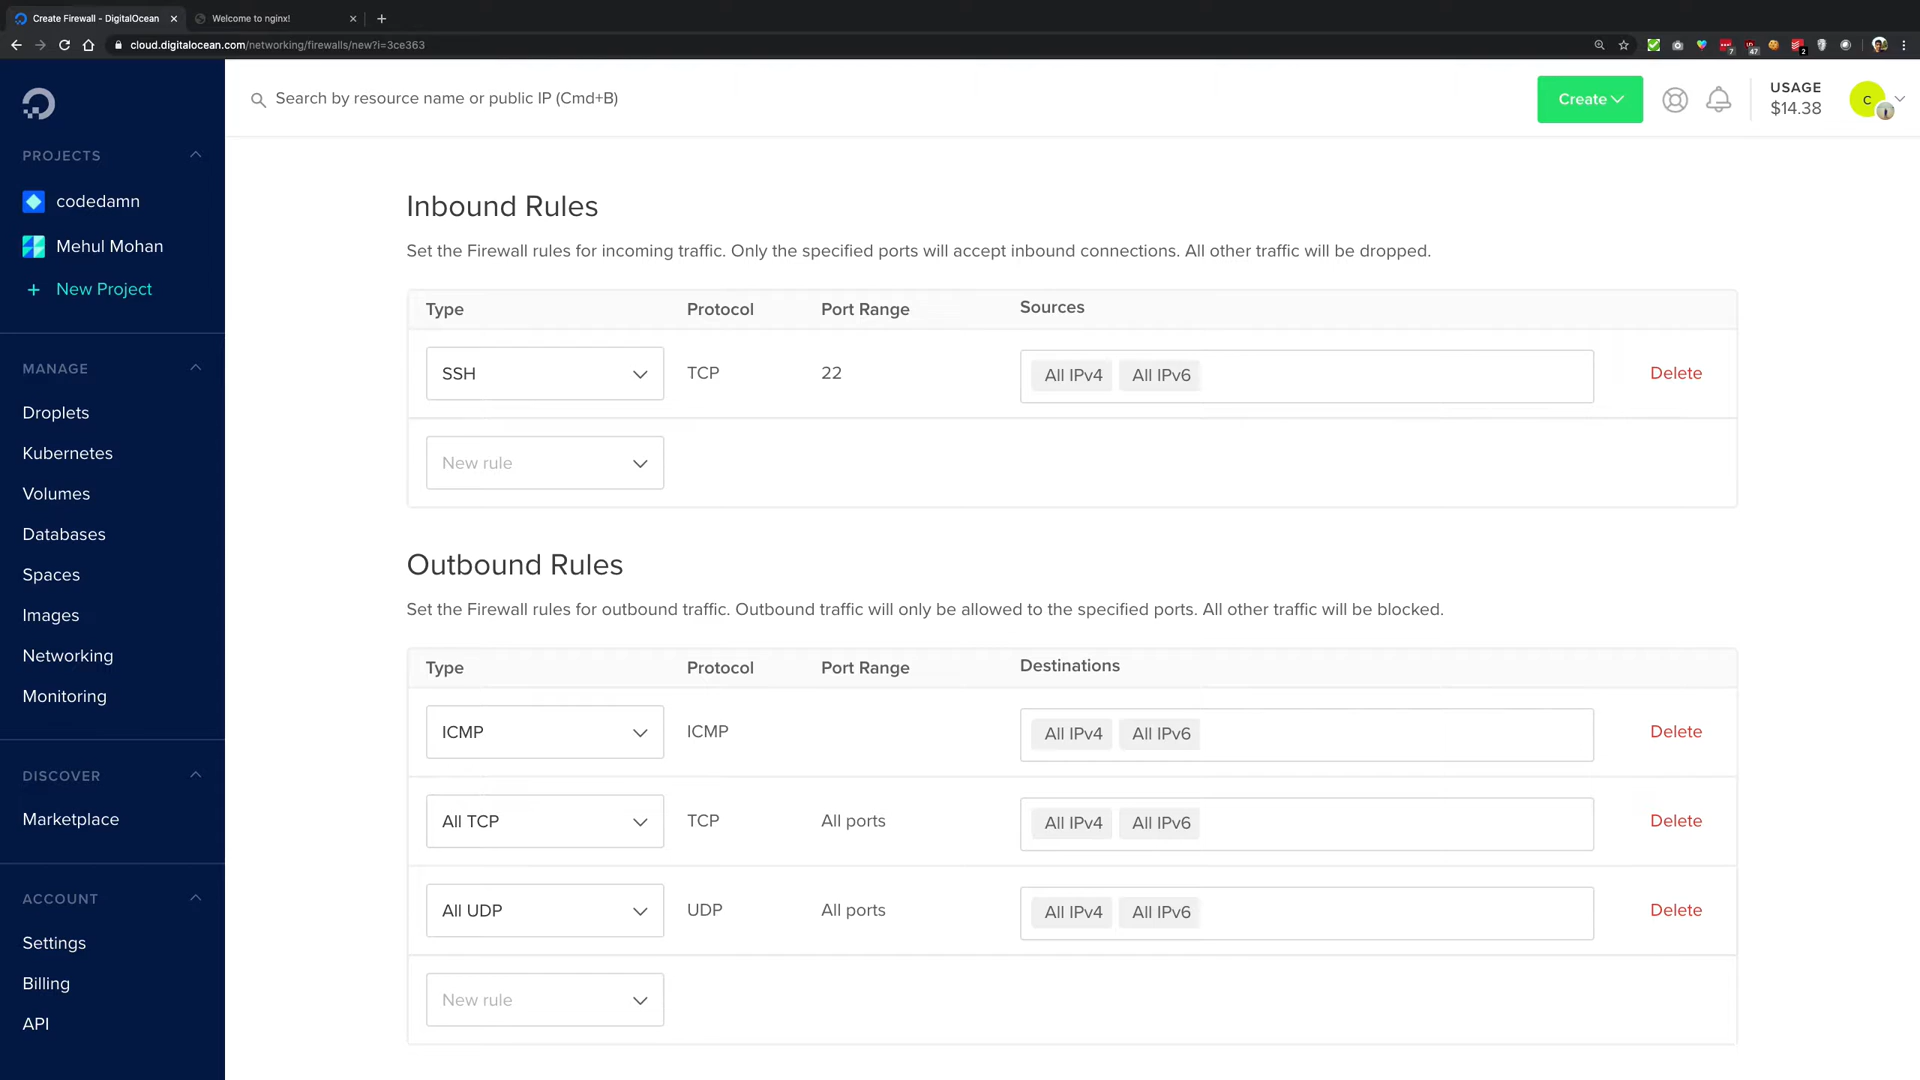 Create Firewall - DigitalOcean
Welcome to nginx!
cloud.digitalocean.com/networking/firewalls/new?i=3ce363
7
47
2
Search by resource name or public IP (Cmd+B)
Create
USAGE
$14.38
C
PROJECTS
codedamn
Mehul Mohan
+ New Project
MANAGE
Droplets
Kubernetes
Volumes
Databases
Spaces
Images
Networking
Monitoring
DISCOVER
Marketplace
ACCOUNT
Settings
Billing
API
Inbound Rules
Set the Firewall rules for incoming traffic. Only the specified ports will accept inbound connections. All other traffic will be dropped.
Type Protocol Port Range Sources
SSH TCP 22 All IPv4 All IPv6 Delete
New rule
Outbound Rules
Set the Firewall rules for outbound traffic. Outbound traffic will only be allowed to the specified ports. All other traffic will be blocked.
Type Protocol Port Range Destinations
ICMP ICMP All IPv4 All IPv6 Delete
All TCP TCP All ports All IPv4 All IPv6 Delete
All UDP UDP All ports All IPv4 All IPv6 Delete
New rule